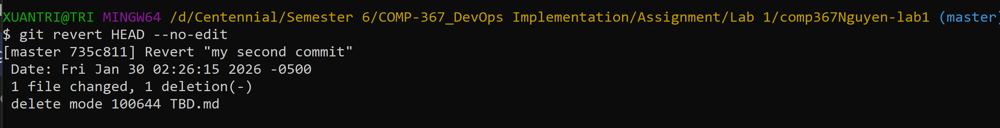 XUANTRI@TRI MINGW64 /d/Centennial/Semester 6/COMP-367_DevOps Implementation/Assignment/Lab 1/comp367Nguyen-lab1 (master)
$ git revert HEAD --no-edit
[master 735c811] Revert "my second commit"
 Date: Fri Jan 30 02:26:15 2026 -0500
 1 file changed, 1 deletion(-)
 delete mode 100644 TBD.md